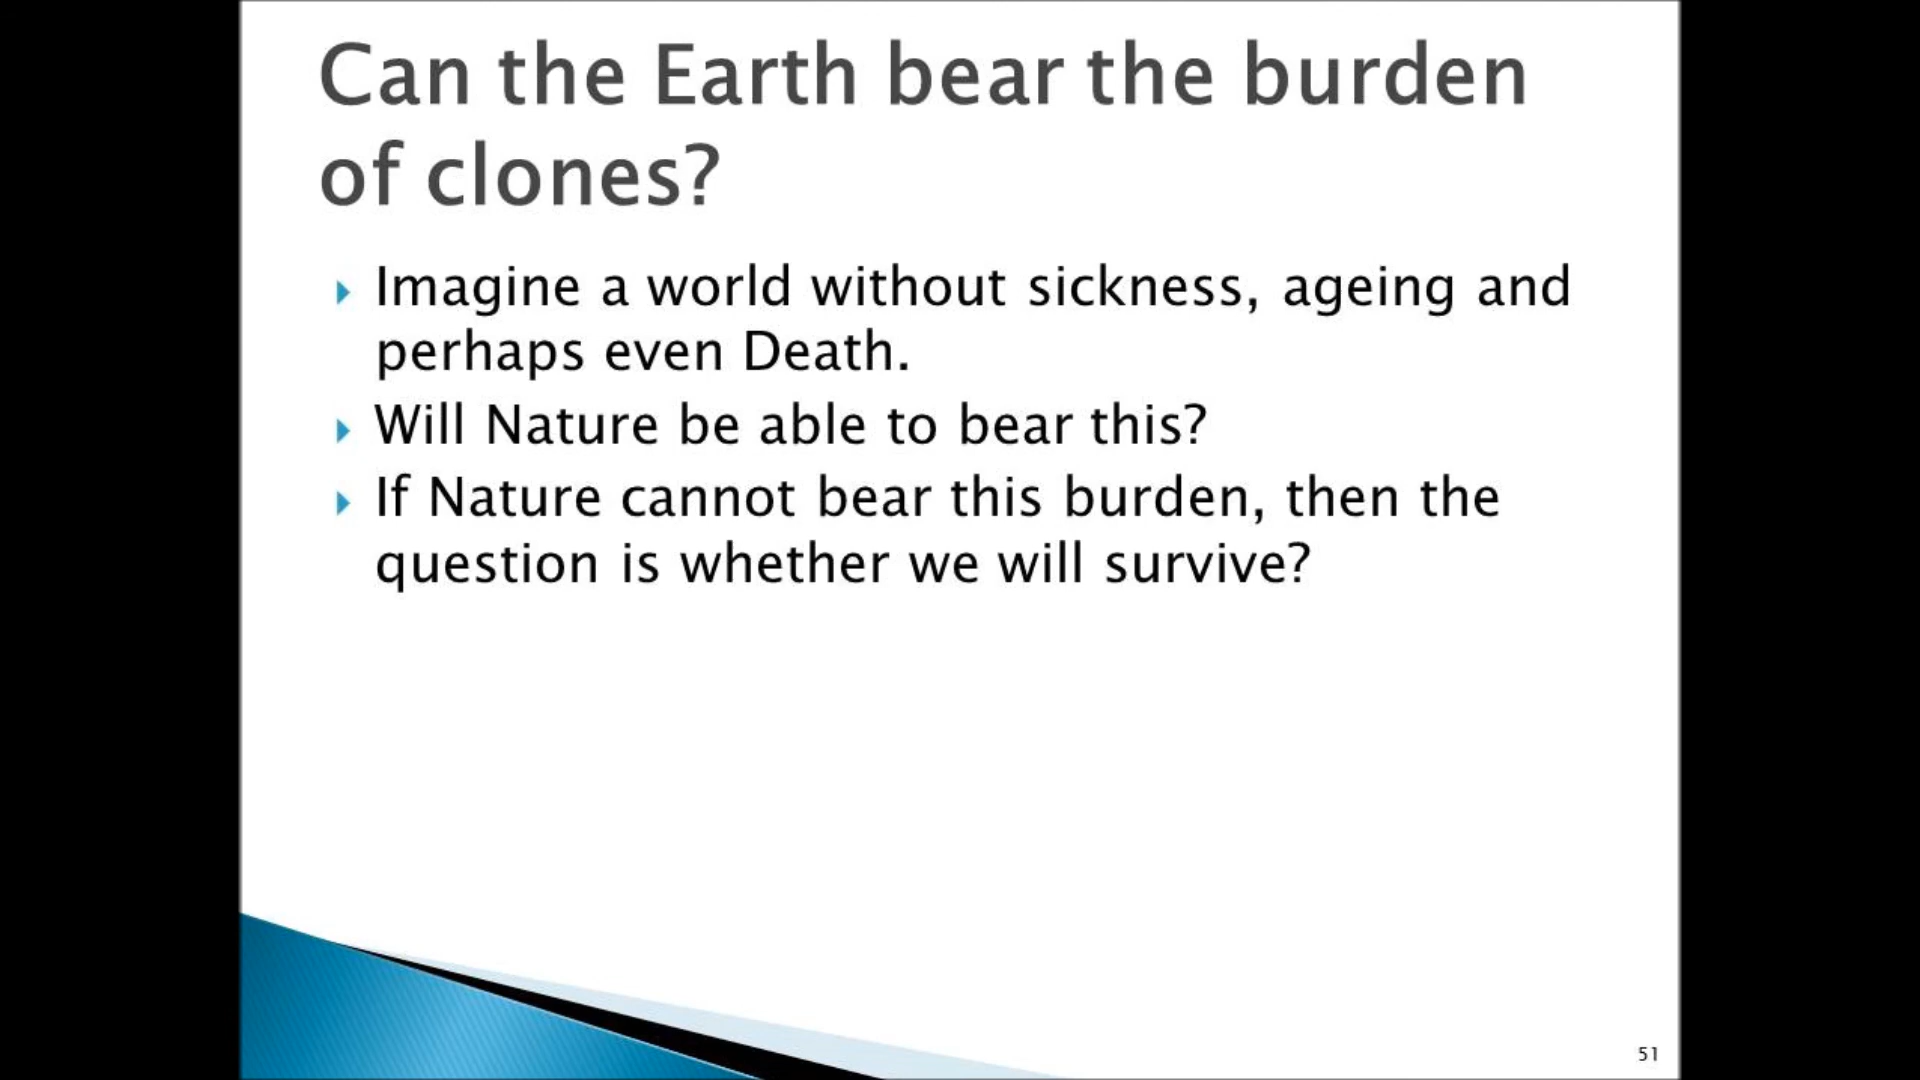 Can the Earth bear the burden
of clones?
Imagine a world without sickness, ageing and
perhaps even Death.
Will Nature be able to bear this?
If Nature cannot bear this burden, then the
question is whether we will survive?
51